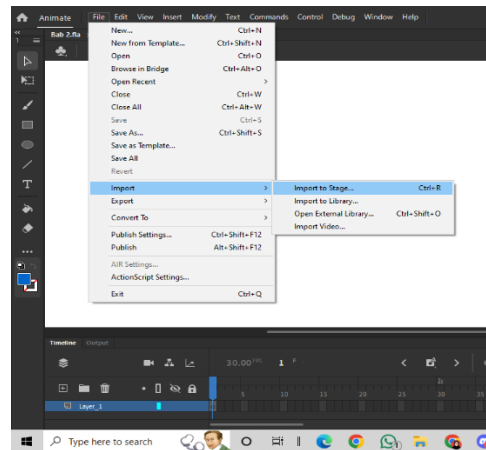 Animate File Edit View Insert Modify Text Commands Control Debug Window Help
Bab 2.fla
1
New... Ctrl+N
New from Template... Ctrl+Shift+N
Open Ctrl+O
Browse in Bridge Ctrl+Alt+O
Open Recent >
Close Ctrl+W
Close All Ctrl+Alt+W
Save Ctrl+S
Save As... Ctrl+Shift+S
Save as Template...
Save All
Revert
Import >
Import to Stage... Ctrl+R
Import to Library...
Open External Library... Ctrl+Shift+O
Import Video...
Export >
Convert To >
Publish Settings... Ctrl+Shift+F12
Publish Alt+Shift+F12
AIR Settings...
ActionScript Settings...
Exit Ctrl+Q
Timeline Output
30,00 FPS 1 F
1s
5 10 15 20 25 30 35
Layer_1
Type here to search